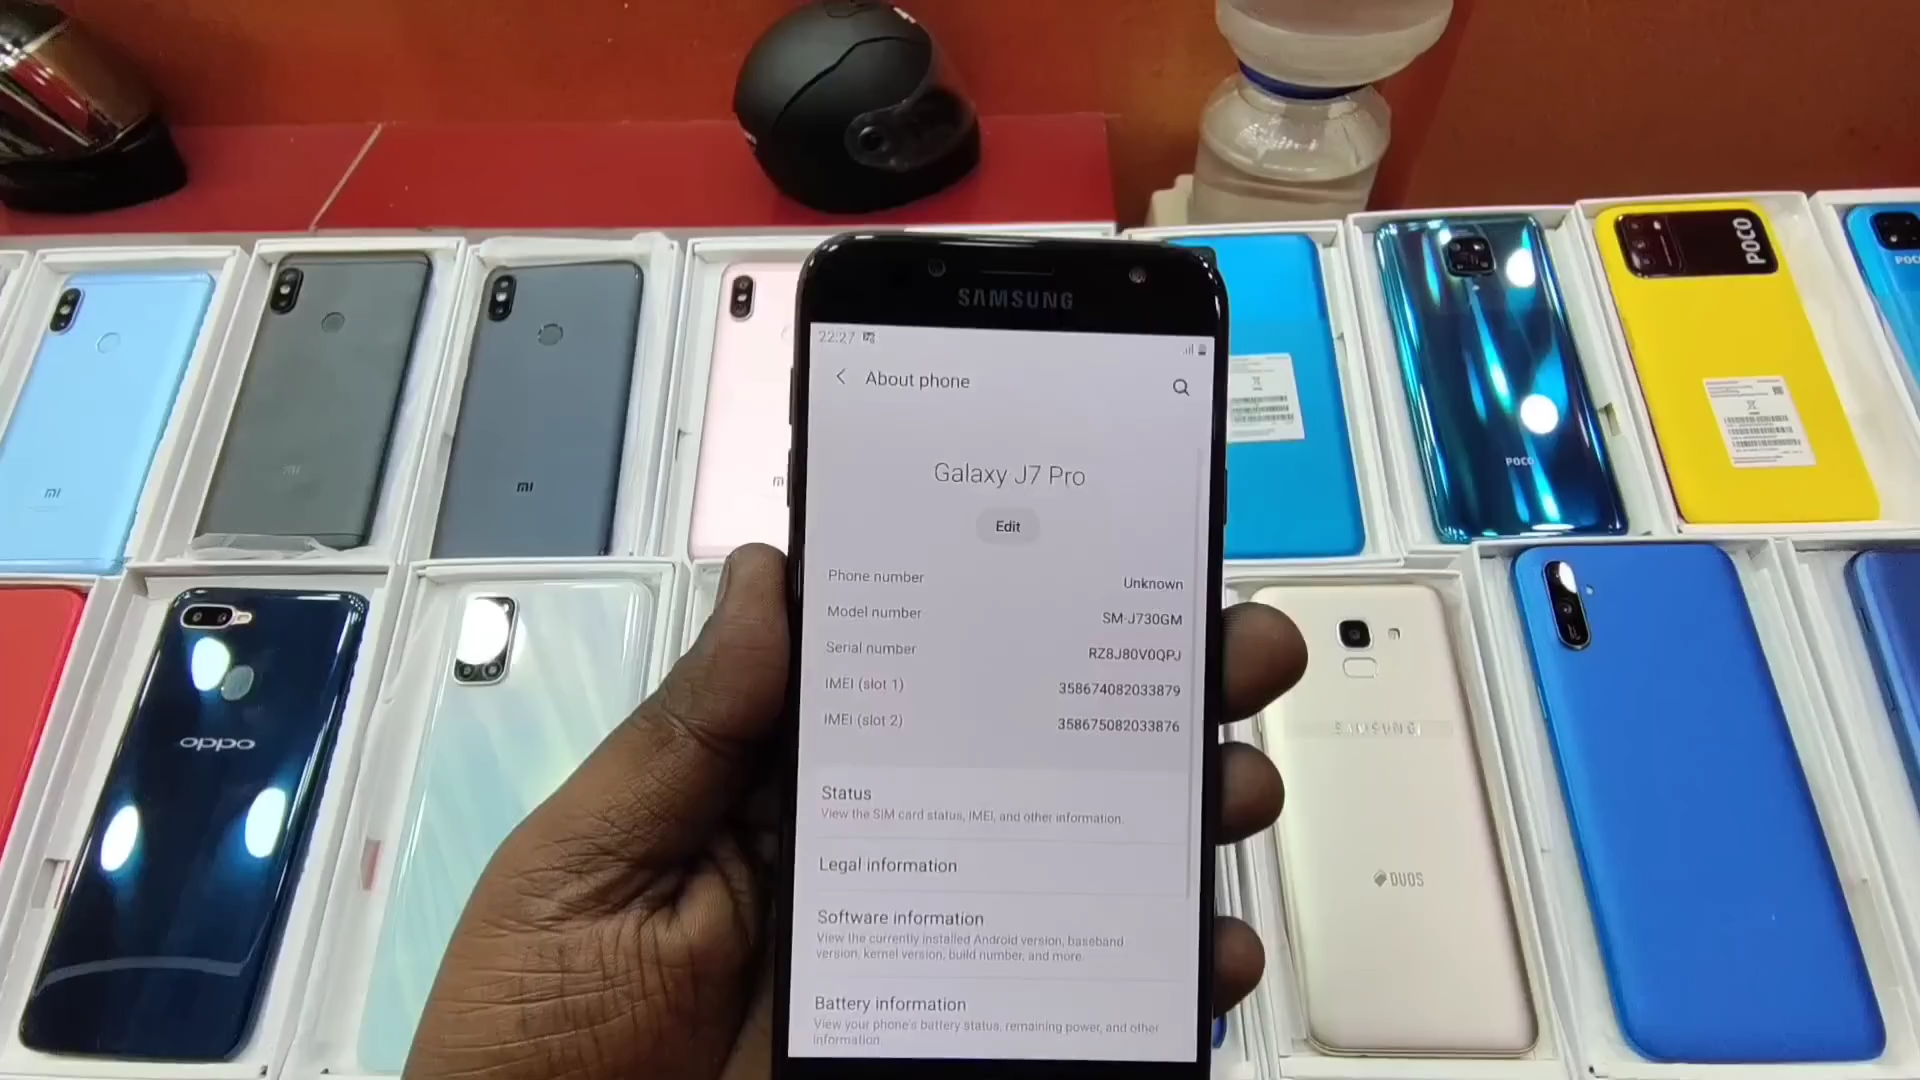 SAMSUNG
22:27
About phone
Galaxy J7 Pro
Edit
Phone number Unknown
Model number SM-J730GM
Serial number RZ8J80V0QPJ
IMEI (slot 1) 358674082033879
IMEI (slot 2) 358675082033876
Status
View the SIM card status, IMEI, and other information.
Legal information
Software information
View the currently installed Android version, baseband
version, kernel version, build number, and more.
Battery information
View your phone's battery status, remaining power, and other
information.
mi
mi
mi
m
POCO
POCO
POC
oppo
SAMSUNG
DUOS